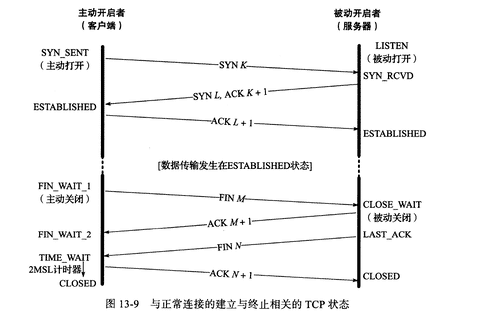 主动开启者
（客户端）
被动开启者
（服务器）
SYN_SENT
（主动打开）
LISTEN
（被动打开）
SYN K
SYN_RCVD
SYN L, ACK K + 1
ESTABLISHED
ACK L + 1
ESTABLISHED
[数据传输发生在ESTABLISHED状态]
FIN_WAIT_1
（主动关闭）
FIN M
CLOSE_WAIT
（被动关闭）
ACK M + 1
FIN_WAIT_2
LAST_ACK
FIN N
TIME_WAIT
2MSL计时器
ACK N + 1
CLOSED
CLOSED
图 13-9 与正常连接的建立与终止相关的 TCP 状态